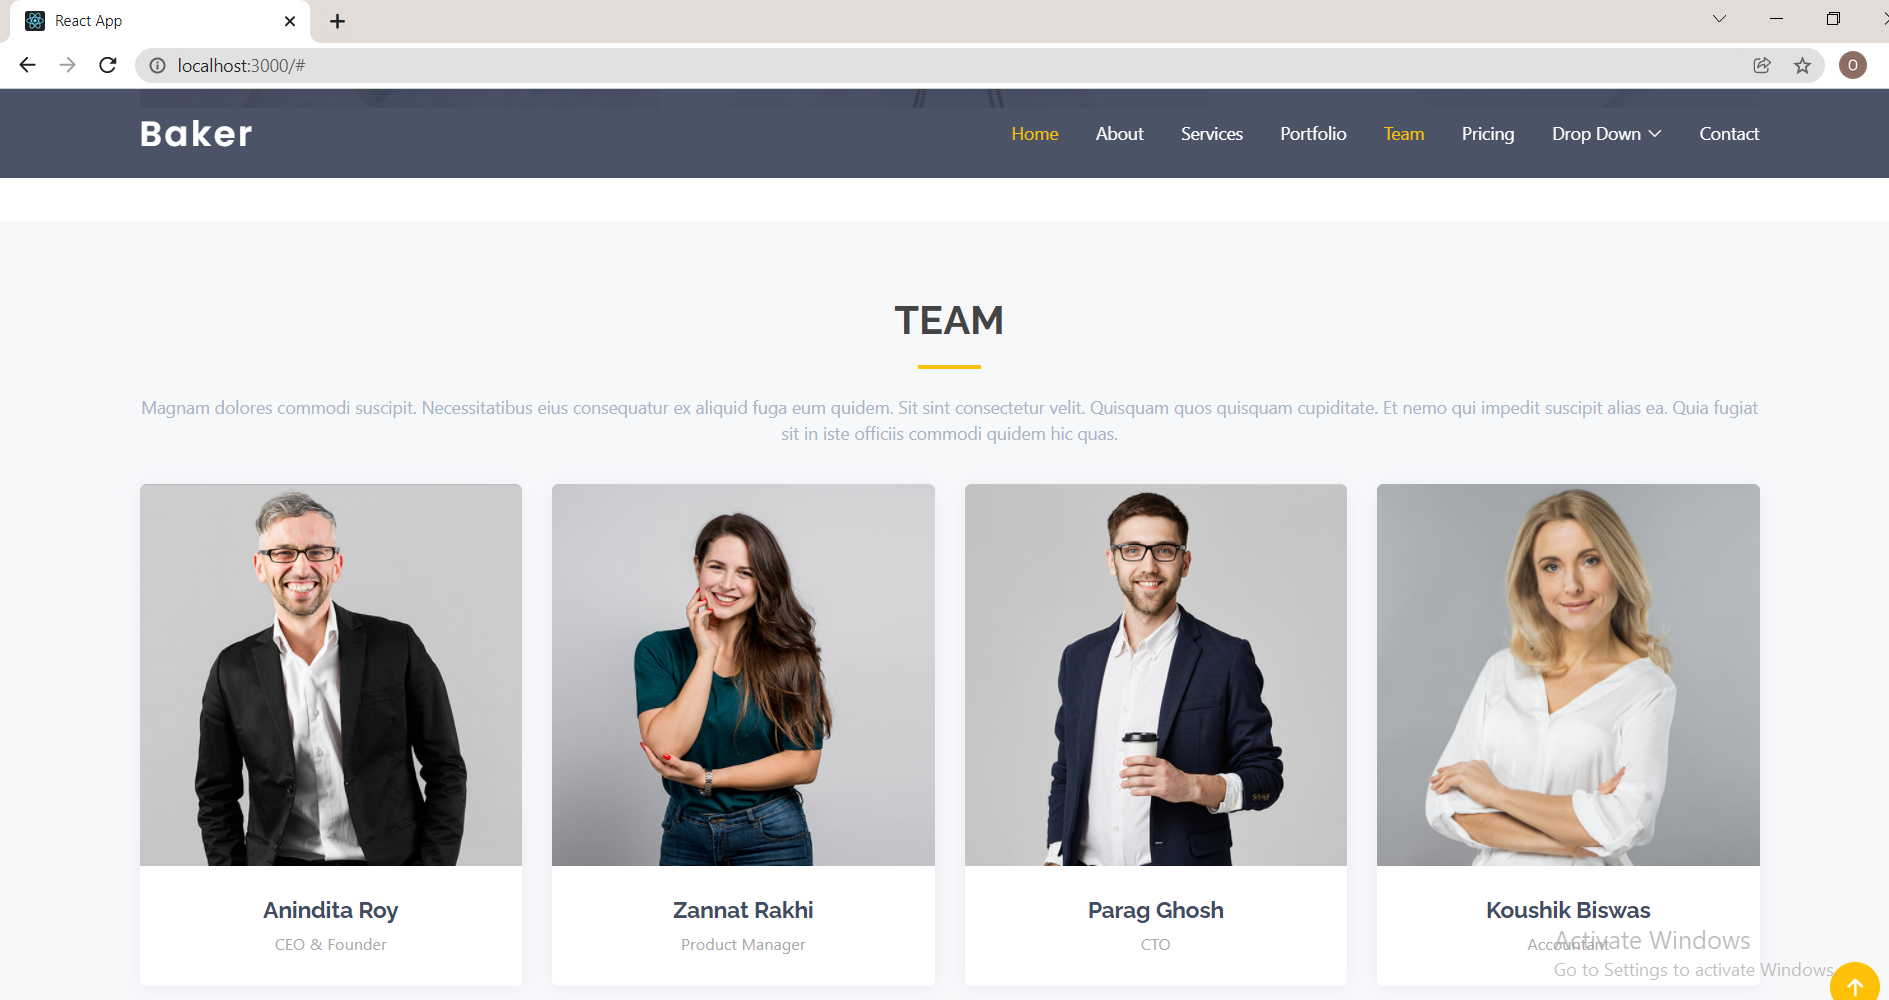 React App
localhost:3000/#
O
Baker
Home About Services Portfolio Team Pricing Drop Down Contact
TEAM
Magnam dolores commodi suscipit. Necessitatibus eius consequatur ex aliquid fuga eum quidem. Sit sint consectetur velit. Quisquam quos quisquam cupiditate. Et nemo qui impedit suscipit alias ea. Quia fugiat
sit in iste officiis commodi quidem hic quas.
Anindita Roy
CEO & Founder
Zannat Rakhi
Product Manager
Parag Ghosh
CTO
Koushik Biswas
Accountant
Activate Windows
Go to Settings to activate Windows.